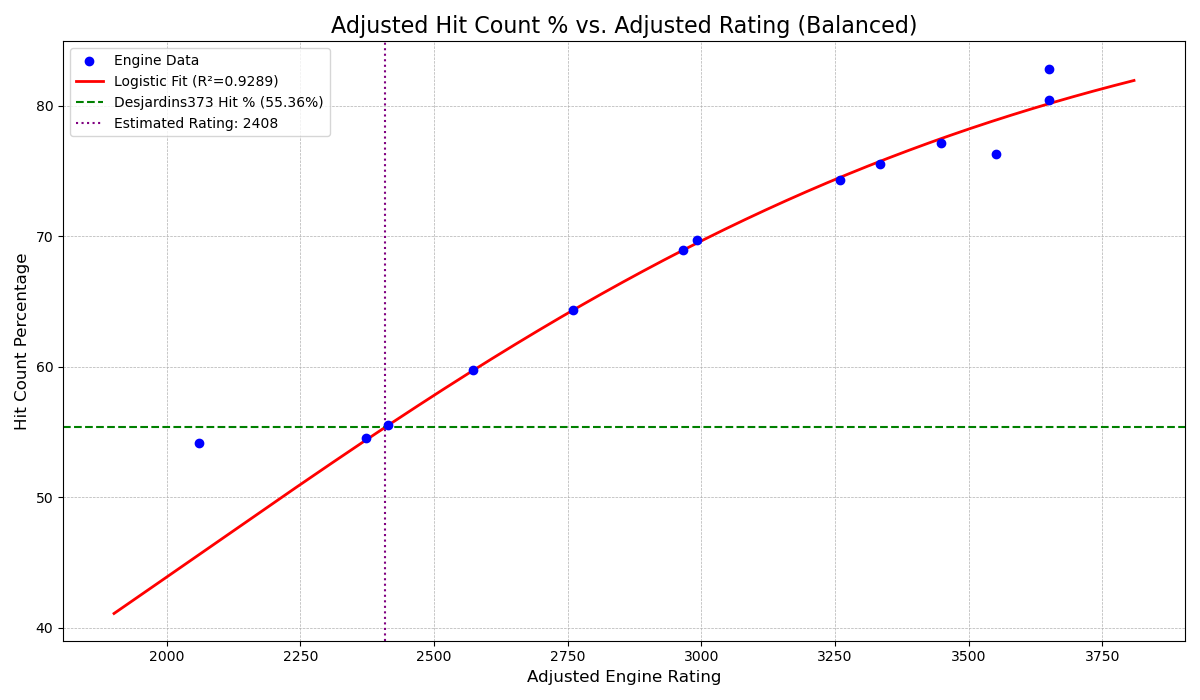 Adjusted Hit Count % vs. Adjusted Rating (Balanced)
Engine Data
Logistic Fit (R²=0.9289)
Desjardins373 Hit % (55.36%)
Estimated Rating: 2408
Hit Count Percentage
80
70
60
50
40
2000 2250 2500 2750 3000 3250 3500 3750
Adjusted Engine Rating